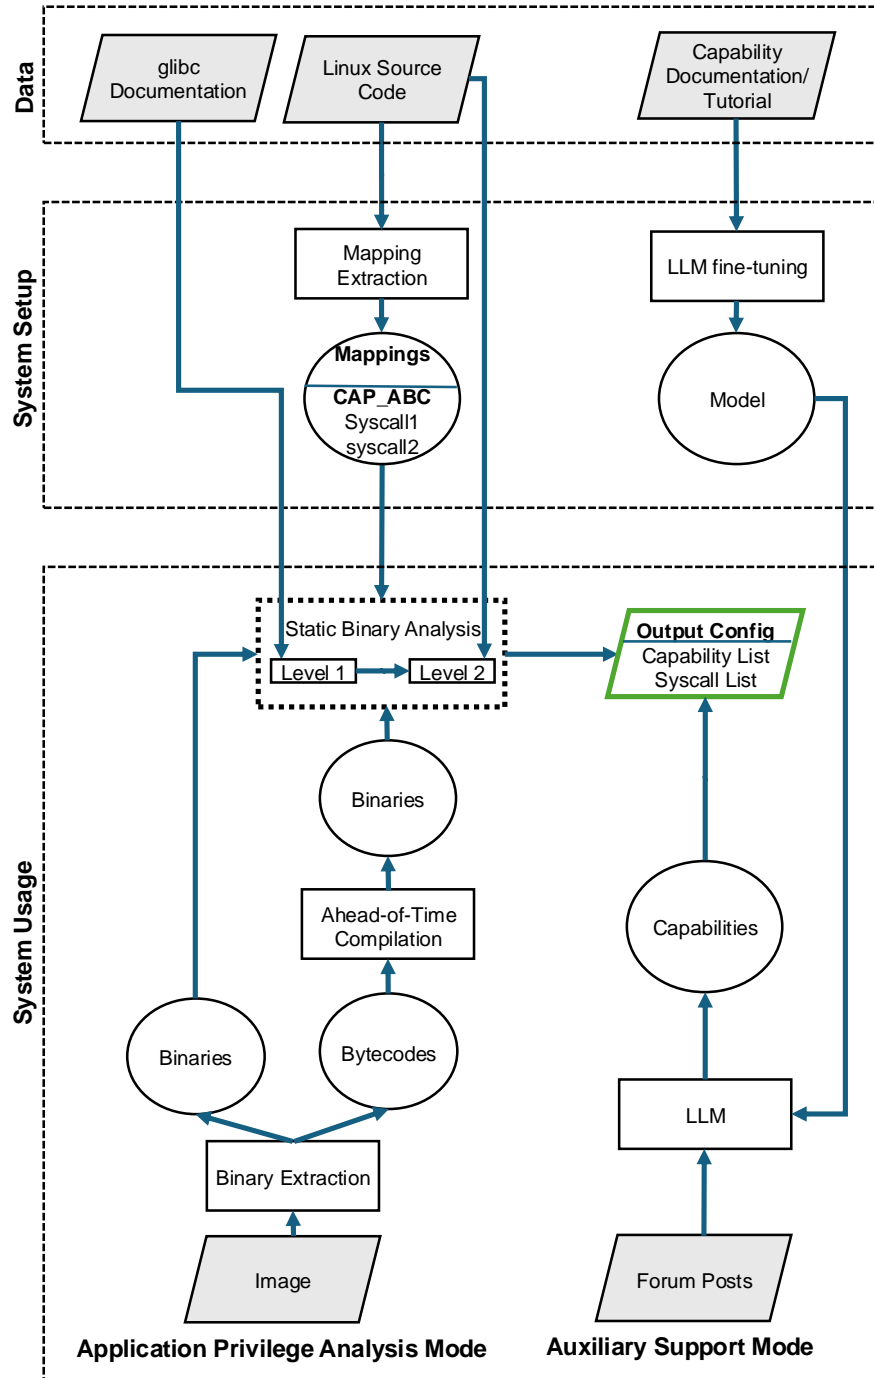 Data
glibc
Documentation
Linux Source
Code
Capability
Documentation/
Tutorial
System Setup
Mapping
Extraction
LLM fine-tuning
Mappings
CAP_ABC
Syscall1
syscall2
Model
System Usage
Static Binary Analysis
Level 1
Level 2
Output Config
Capability List
Syscall List
Binaries
Ahead-of-Time
Compilation
Capabilities
Binaries
Bytecodes
LLM
Binary Extraction
Image
Forum Posts
Application Privilege Analysis Mode
Auxiliary Support Mode